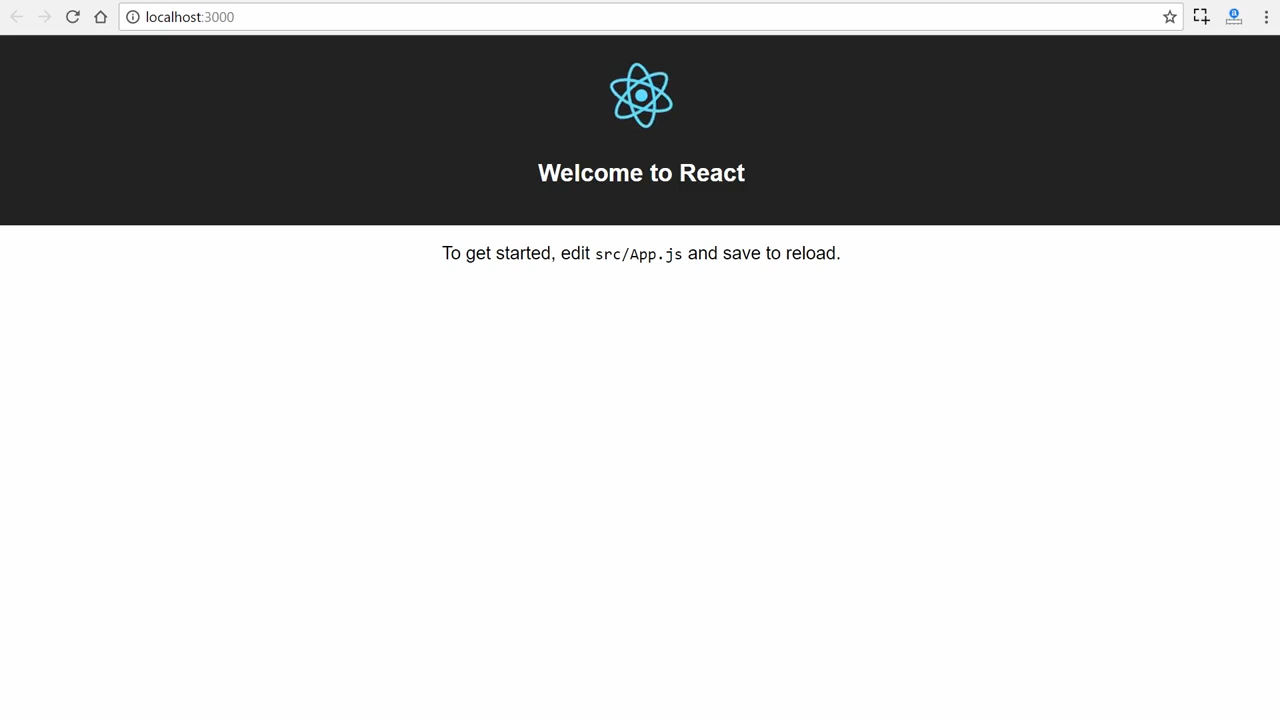 localhost:3000
Welcome to React
To get started, edit src/App.js and save to reload.